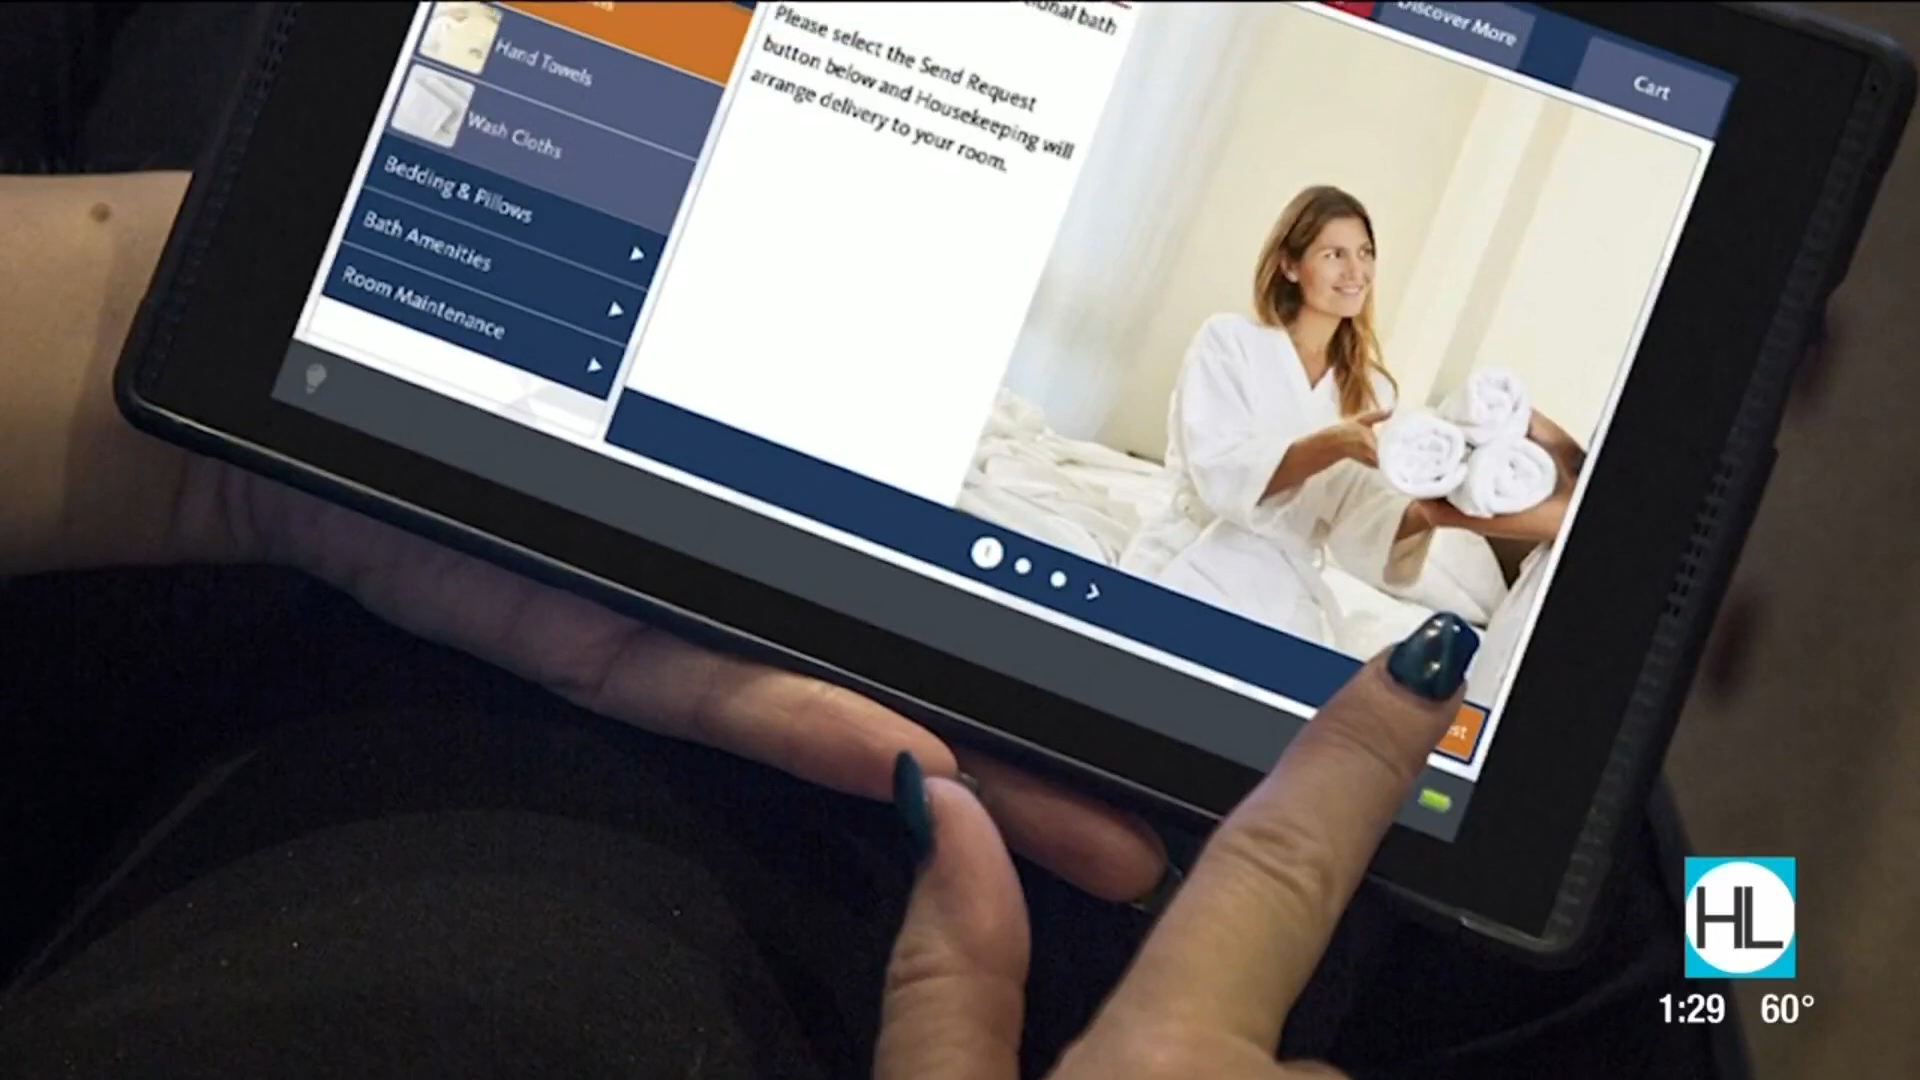 Hand Towels
Wash Cloths
Bedding & Pillows
Bath Amenities
Room Maintenance
bath
Please select the Send Request
button below and Housekeeping will
arrange delivery to your room.
Discover More
Cart
HL
1:29 60°